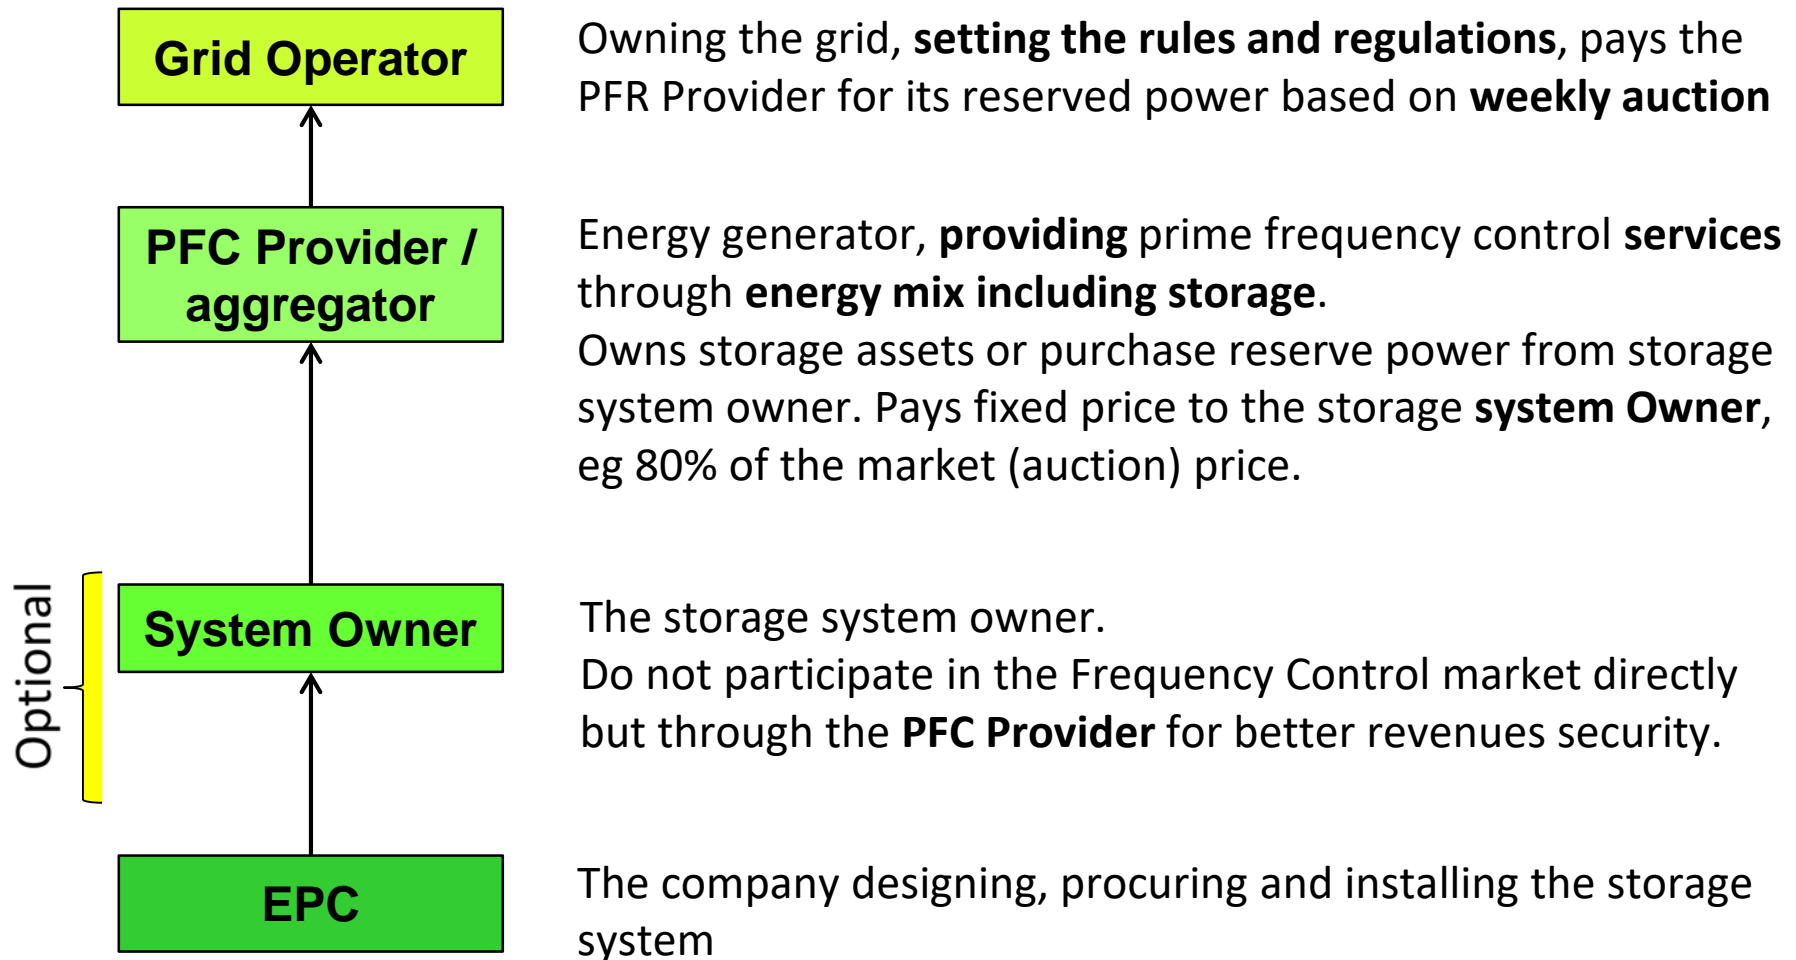 Grid Operator
Owning the grid, setting the rules and regulations, pays the
PFR Provider for its reserved power based on weekly auction
PFC Provider /
aggregator
Energy generator, providing prime frequency control services
through energy mix including storage.
Owns storage assets or purchase reserve power from storage
system owner. Pays fixed price to the storage system Owner,
eg 80% of the market (auction) price.
Optional
System Owner
The storage system owner.
Do not participate in the Frequency Control market directly
but through the PFC Provider for better revenues security.
EPC
The company designing, procuring and installing the storage
system